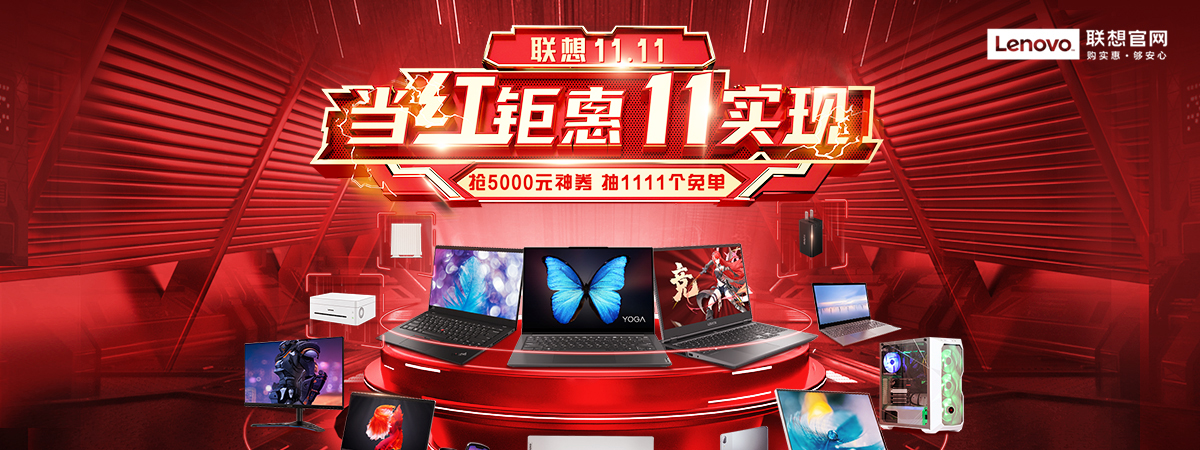 联想 11.11
当红钜惠 11实现
抢5000元神券 抽1111个免单
Lenovo
联想官网
购实惠·够安心
YOGA
竞